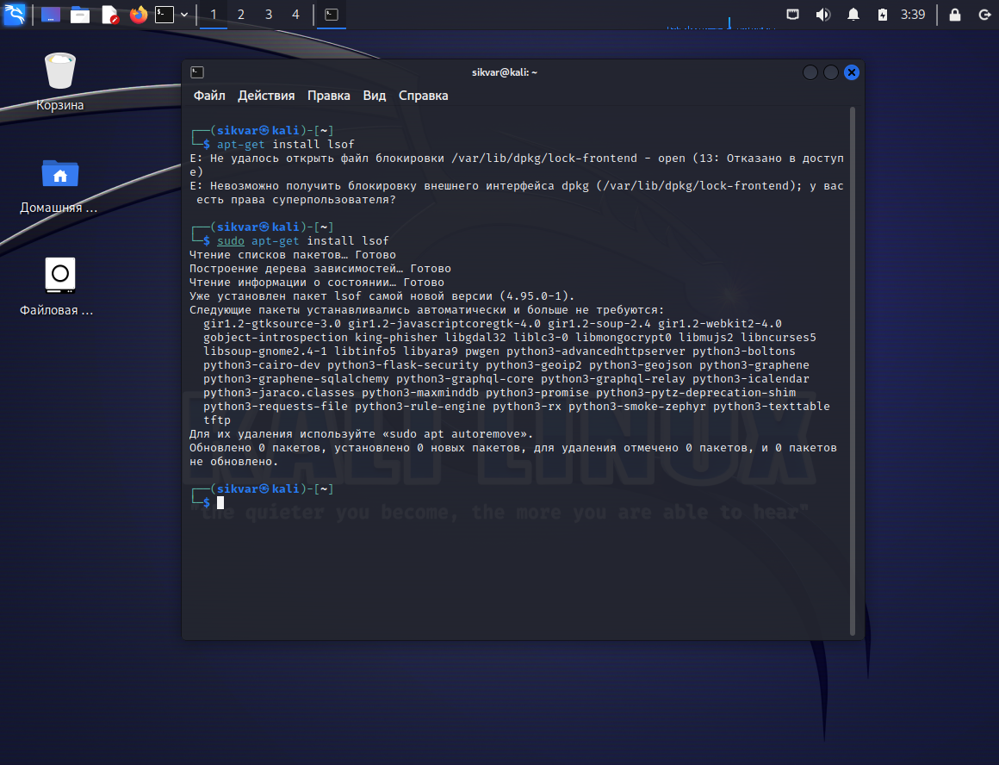 1 2 3 4
3:39
Корзина
Домашняя ...
Файловая ...
sikvar@kali: ~
Файл Действия Правка Вид Справка
┌──(sikvar㉿kali)-[~]
└─$ apt-get install lsof
E: Не удалось открыть файл блокировки /var/lib/dpkg/lock-frontend - open (13: Отказано в доступ
е)
E: Невозможно получить блокировку внешнего интерфейса dpkg (/var/lib/dpkg/lock-frontend); у вас
есть права суперпользователя?
┌──(sikvar㉿kali)-[~]
└─$ sudo apt-get install lsof
Чтение списков пакетов… Готово
Построение дерева зависимостей… Готово
Чтение информации о состоянии… Готово
Уже установлен пакет lsof самой новой версии (4.95.0-1).
Следующие пакеты устанавливались автоматически и больше не требуются:
gir1.2-gtksource-3.0 gir1.2-javascriptcoregtk-4.0 gir1.2-soup-2.4 gir1.2-webkit2-4.0
gobject-introspection king-phisher libgdal32 liblc3-0 libmongocrypt0 libmujs2 libncurses5
libsoup-gnome2.4-1 libtinfo5 libyara9 pwgen python3-advancedhttpserver python3-boltons
python3-cairo-dev python3-flask-security python3-geoip2 python3-geojson python3-graphene
python3-graphene-sqlalchemy python3-graphql-core python3-graphql-relay python3-icalendar
python3-jaraco.classes python3-maxminddb python3-promise python3-pytz-deprecation-shim
python3-requests-file python3-rule-engine python3-rx python3-smoke-zephyr python3-texttable
tftp
Для их удаления используйте «sudo apt autoremove».
Обновлено 0 пакетов, установлено 0 новых пакетов, для удаления отмечено 0 пакетов, и 0 пакетов
не обновлено.
┌──(sikvar㉿kali)-[~]
└─$
KALI LINUX
"the quieter you become, the more you are able to hear"